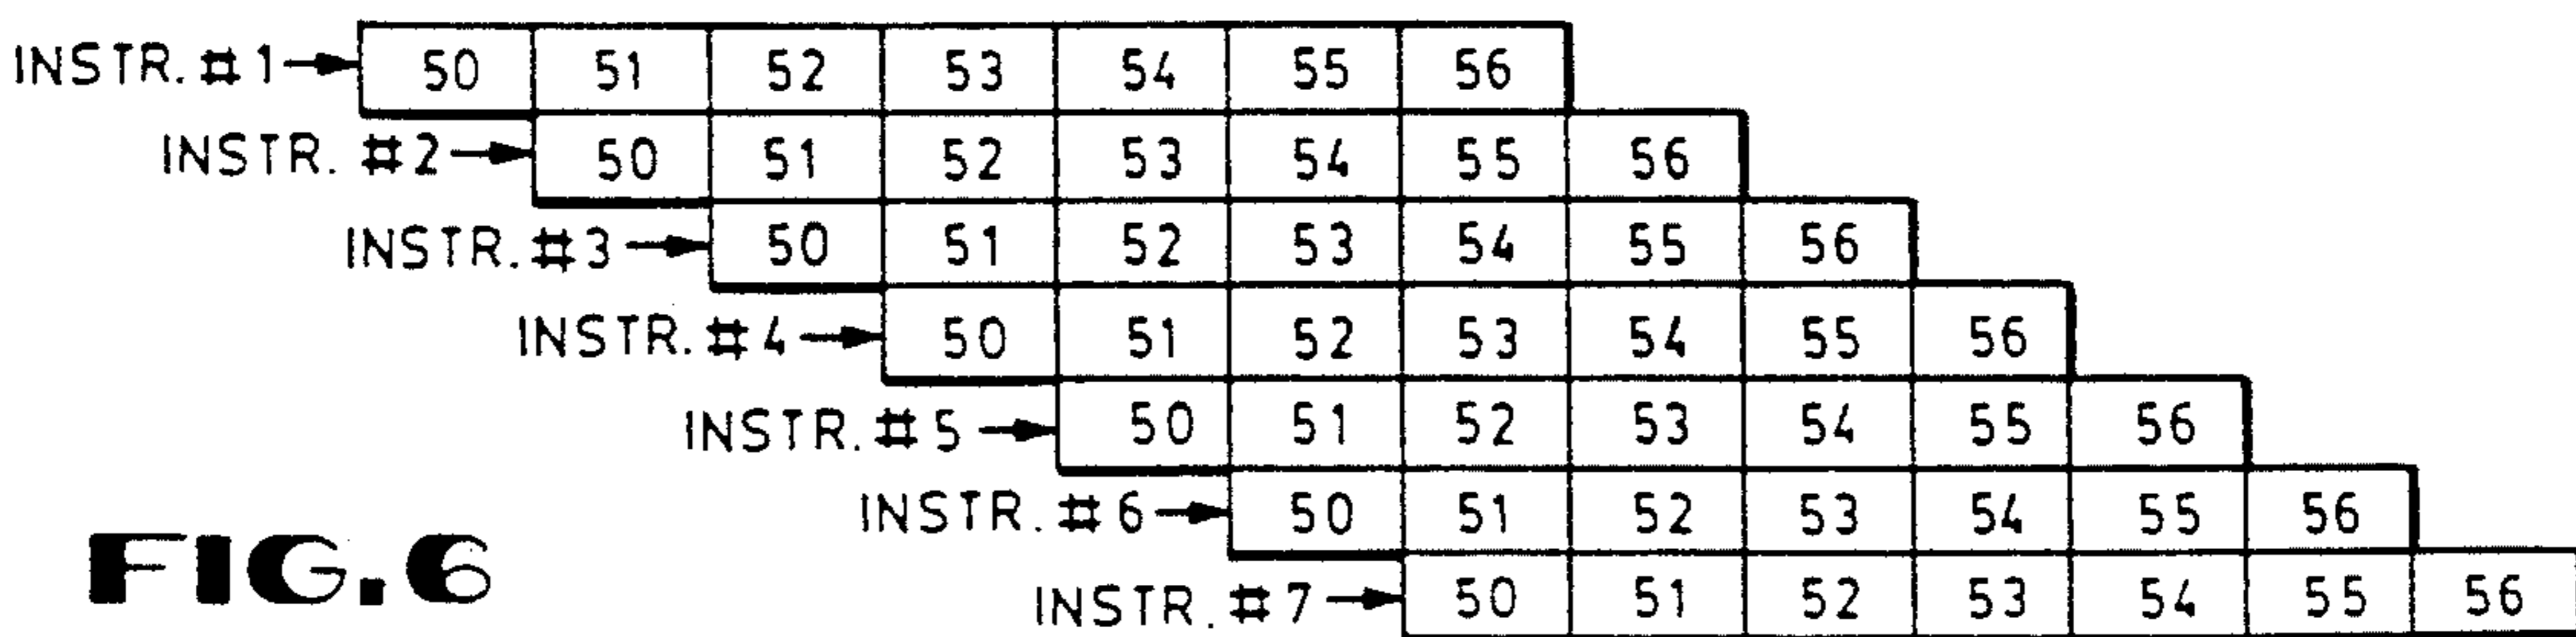 INSTR. #1 50 51 52 53 54 55 56
INSTR. #2 50 51 52 53 54 55 56
INSTR. #3 50 51 52 53 54 55 56
INSTR. #4 50 51 52 53 54 55 56
INSTR. #5 50 51 52 53 54 55 56
INSTR. #6 50 51 52 53 54 55 56
INSTR. #7 50 51 52 53 54 55 56
FIG.6